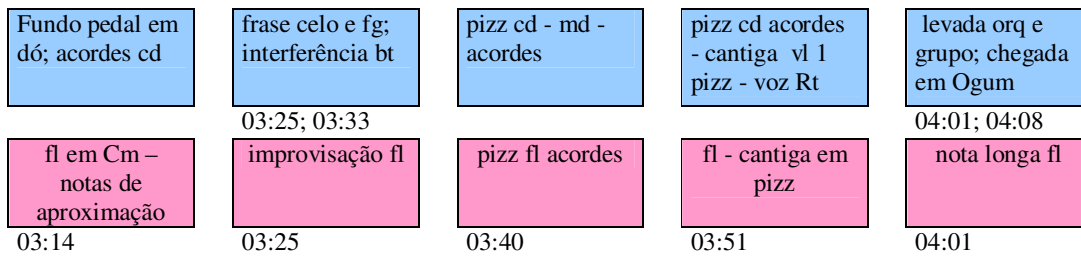 Fundo pedal em
dó; acordes cd
frase celo e fg;
interferência bt
pizz cd - md -
acordes
pizz cd acordes
- cantiga vl 1
pizz - voz Rt
levada orq e
grupo; chegada
em Ogum
03:25; 03:33
04:01; 04:08
fl em Cm –
notas de
aproximação
improvisação fl
pizz fl acordes
fl - cantiga em
pizz
nota longa fl
03:14
03:25
03:40
03:51
04:01